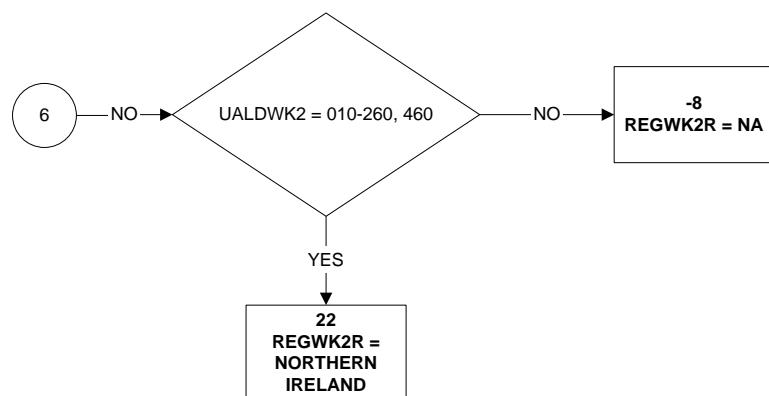 6
NO
UALDWK2 = 010-260, 460
NO
-8
REGWK2R = NA
YES
22
REGWK2R =
NORTHERN
IRELAND